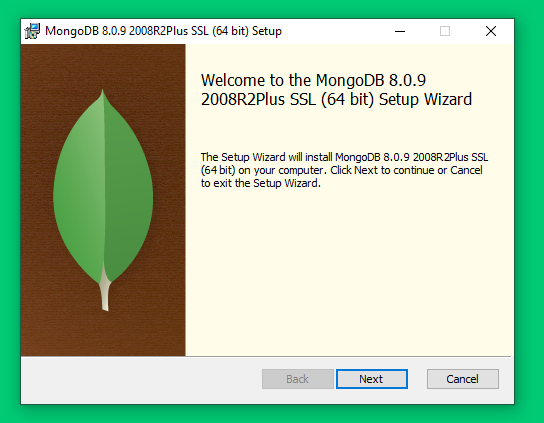 MongoDB 8.0.9 2008R2Plus SSL (64 bit) Setup
Welcome to the MongoDB 8.0.9
2008R2Plus SSL (64 bit) Setup Wizard
The Setup Wizard will install MongoDB 8.0.9 2008R2Plus SSL
(64 bit) on your computer. Click Next to continue or Cancel
to exit the Setup Wizard.
Back
Next
Cancel